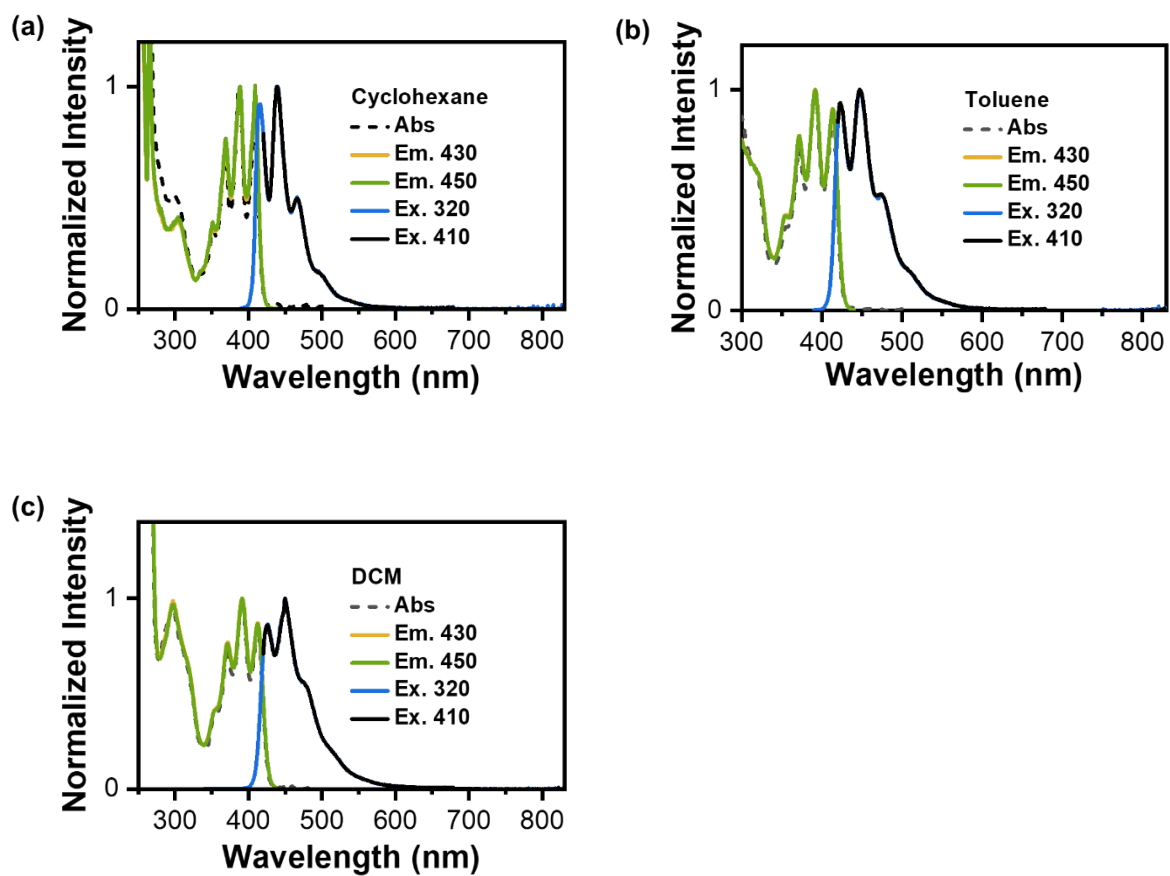 (a)
Normalized Intensity
1
0
Cyclohexane
Abs
Em. 430
Em. 450
Ex. 320
Ex. 410
300 400 500 600 700 800
Wavelength (nm)
(b)
Normalized Intenisty
1
0
Toluene
Abs
Em. 430
Em. 450
Ex. 320
Ex. 410
300 400 500 600 700 800
Wavelength (nm)
(c)
Normalized Intensity
1
0
DCM
Abs
Em. 430
Em. 450
Ex. 320
Ex. 410
300 400 500 600 700 800
Wavelength (nm)